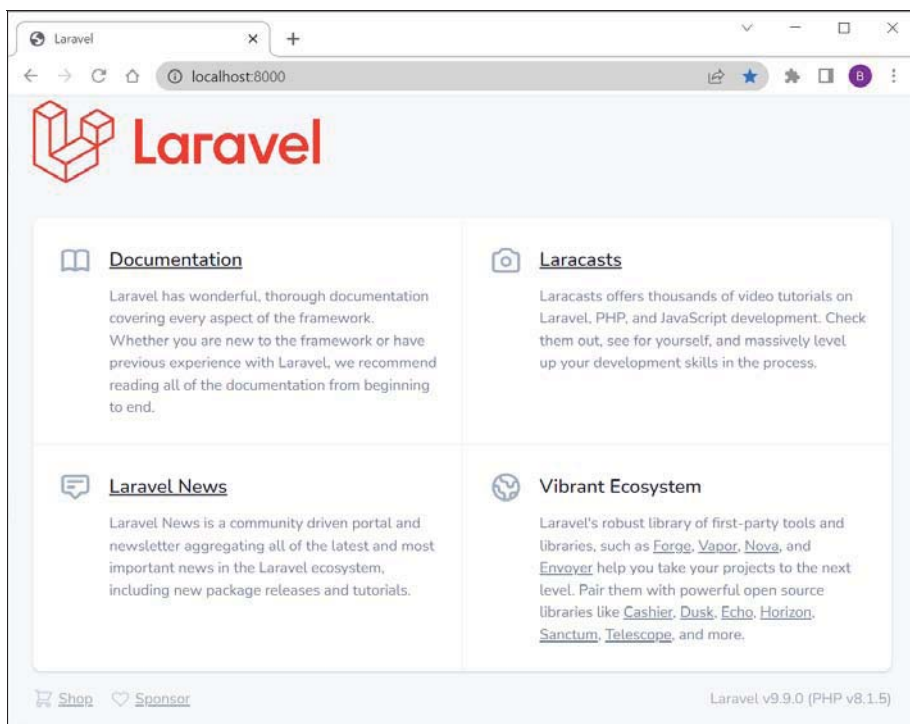 Laravel
localhost:8000
B
Laravel
Documentation
Laravel has wonderful, thorough documentation
covering every aspect of the framework.
Whether you are new to the framework or have
previous experience with Laravel, we recommend
reading all of the documentation from beginning
to end.
Laracasts
Laracasts offers thousands of video tutorials on
Laravel, PHP, and JavaScript development. Check
them out, see for yourself, and massively level
up your development skills in the process.
Laravel News
Laravel News is a community driven portal and
newsletter aggregating all of the latest and most
important news in the Laravel ecosystem,
including new package releases and tutorials.
Vibrant Ecosystem
Laravel's robust library of first-party tools and
libraries, such as Forge, Vapor, Nova, and
Envoyer help you take your projects to the next
level. Pair them with powerful open source
libraries like Cashier, Dusk, Echo, Horizon,
Sanctum, Telescope, and more.
Shop Sponsor
Laravel v9.9.0 (PHP v8.1.5)